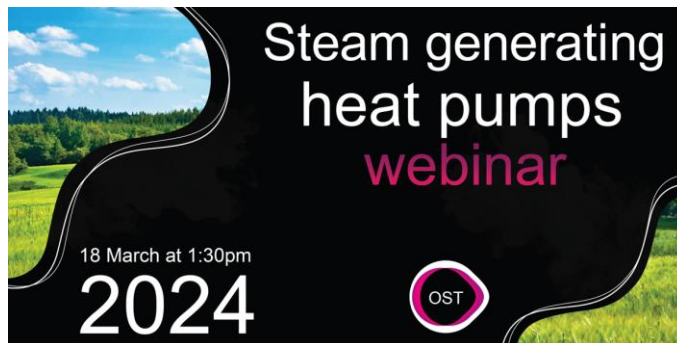 Steam generating
heat pumps
webinar
18 March at 1:30pm
2024
OST